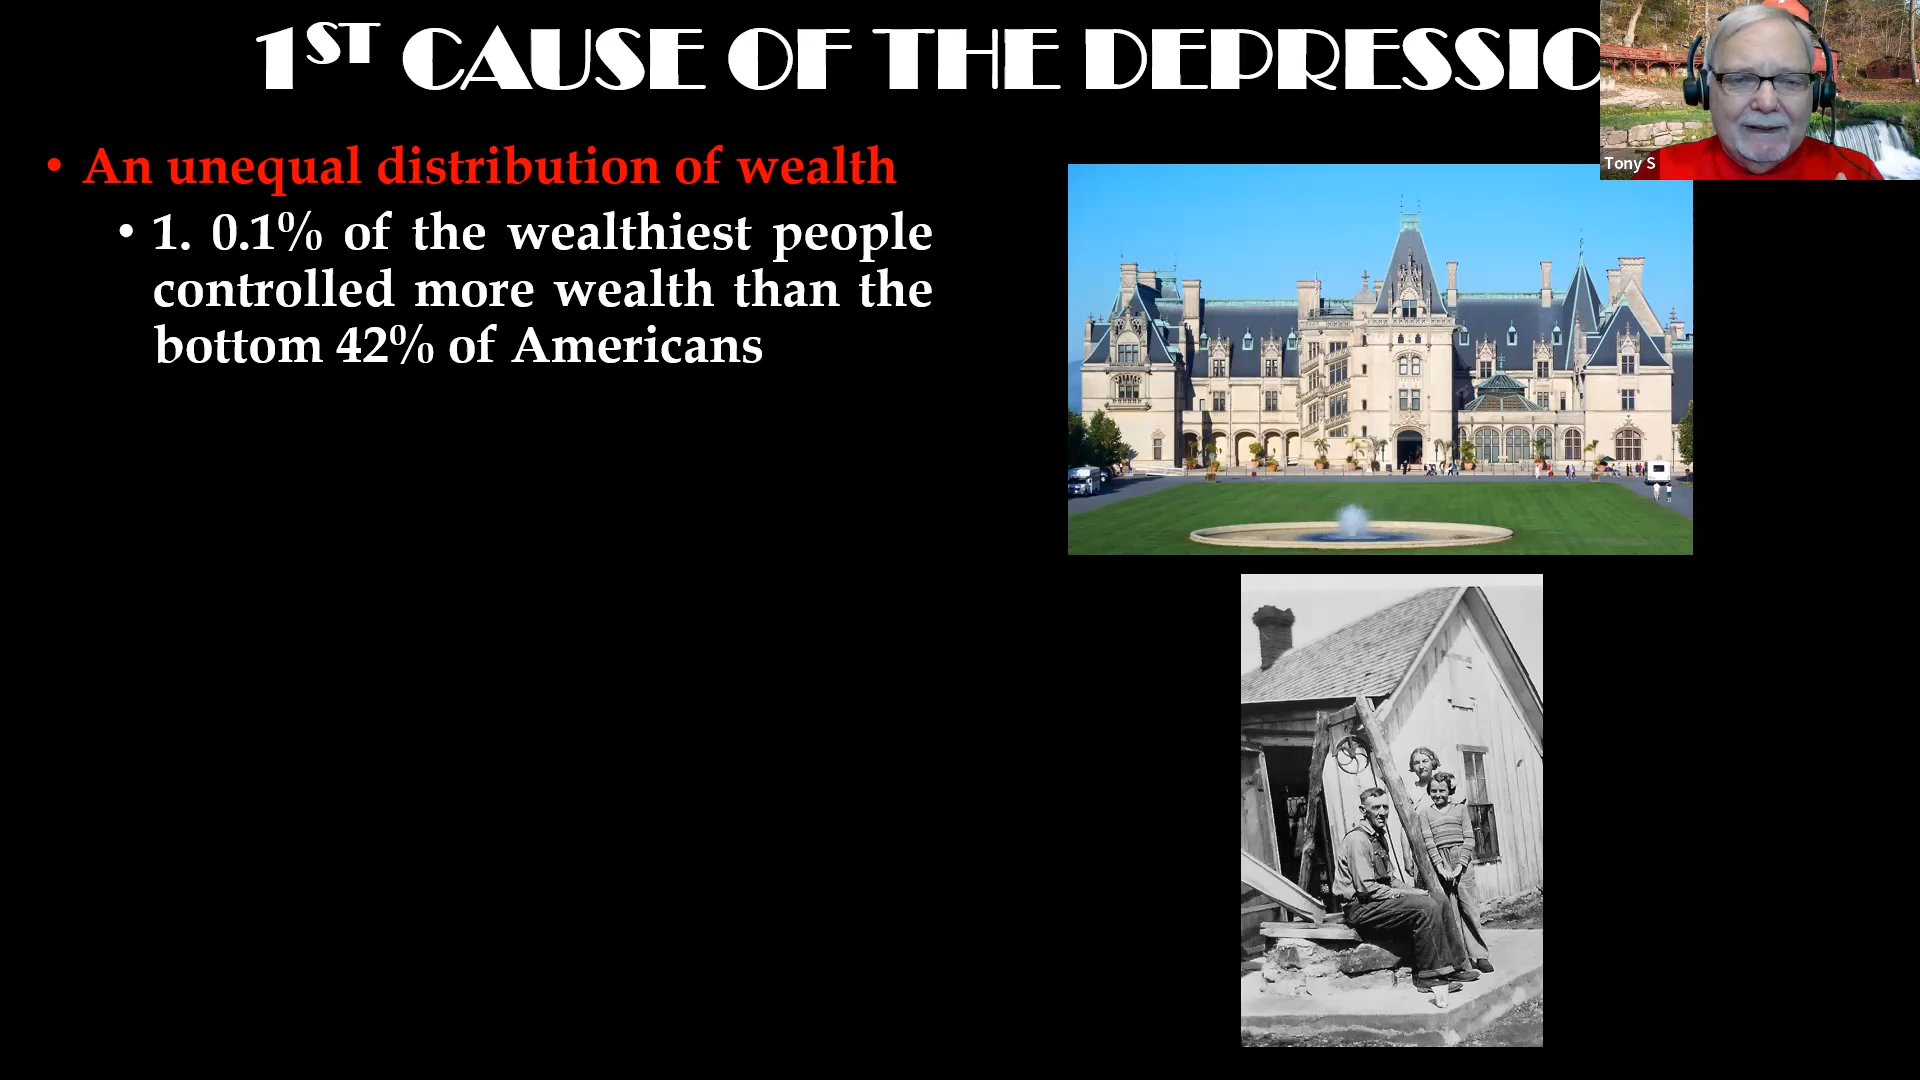 1ST CAUSE OF THE DEPRESSIO
• An unequal distribution of wealth
• 1. 0.1% of the wealthiest people
controlled more wealth than the
bottom 42% of Americans
Tony S